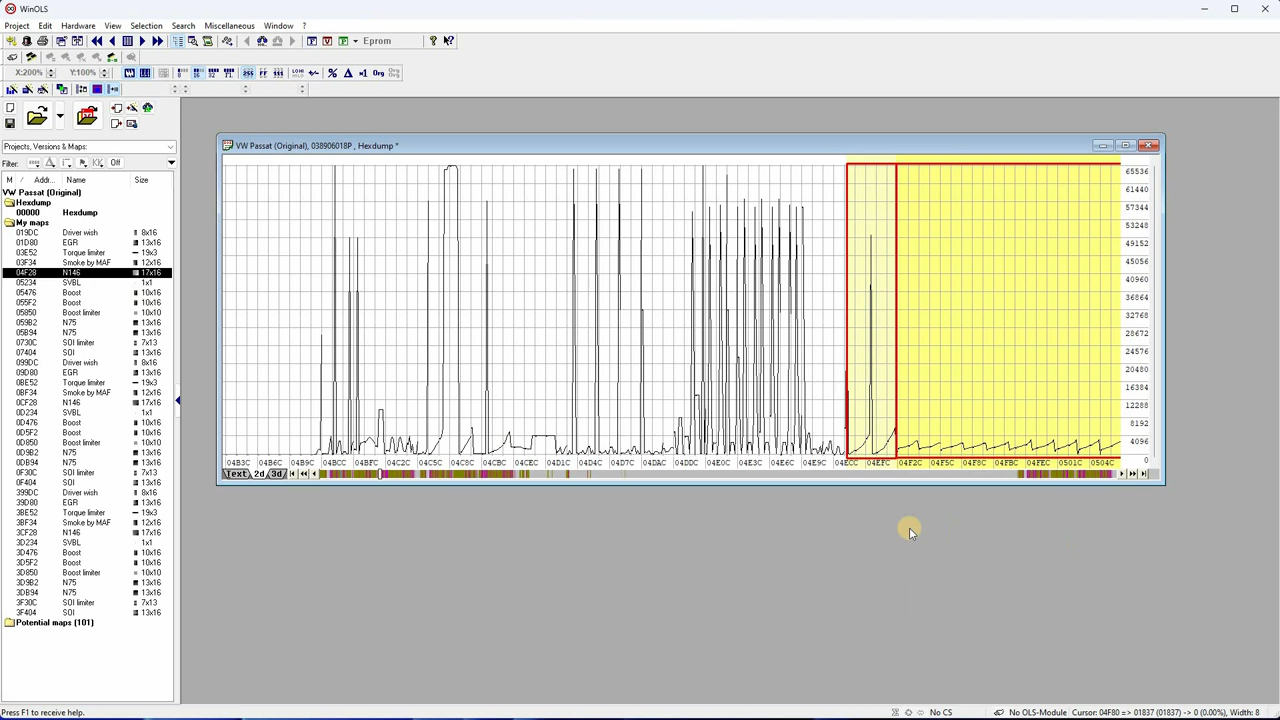 WinOLS
Project Edit Hardware View Selection Search Miscellaneous Window ?
Eprom
X:200% Y:100%
Projects, Versions & Maps:
Filter: Off
M / Addr... Name Size
VW Passat (Original)
Hexdump
00000 Hexdump
My maps
019DC Driver wish 8x16
01D80 EGR 13x16
03E52 Torque limiter 19x3
03F34 Smoke by MAF 12x16
04F28 N146 17x16
05234 SVBL 1x1
05476 Boost 10x16
055F2 Boost 10x16
05850 Boost limiter 10x10
059B2 N75 13x16
05B94 N75 13x16
0730C SOI limiter 7x13
07404 SOI 13x16
099DC Driver wish 8x16
09D80 EGR 13x16
0BE52 Torque limiter 19x3
0BF34 Smoke by MAF 12x16
0CF28 N146 17x16
0D234 SVBL 1x1
0D476 Boost 10x16
0D5F2 Boost 10x16
0D850 Boost limiter 10x10
0D9B2 N75 13x16
0DB94 N75 13x16
0F30C SOI limiter 7x13
0F404 SOI 13x16
399DC Driver wish 8x16
39D80 EGR 13x16
3BE52 Torque limiter 19x3
3BF34 Smoke by MAF 12x16
3CF28 N146 17x16
3D234 SVBL 1x1
3D476 Boost 10x16
3D5F2 Boost 10x16
3D850 Boost limiter 10x10
3D9B2 N75 13x16
3DB94 N75 13x16
3F30C SOI limiter 7x13
3F404 SOI 13x16
Potential maps (101)
VW Passat (Original), 038906018P , Hexdump *
65536
61440
57344
53248
49152
45056
40960
36864
32768
28672
24576
20480
16384
12288
8192
4096
0
04B3C 04B6C 04B9C 04BCC 04BFC 04C2C 04C5C 04C8C 04CBC 04CEC 04D1C 04D4C 04D7C 04DAC 04DDC 04E0C 04E3C 04E6C 04E9C 04ECC 04EFC 04F2C 04F5C 04F8C 04FBC 04FEC 0501C 0504C
Text 2d 3d
Press F1 to receive help.
No CS
No OLS-Module
Cursor: 04F80 => 01837 (01837) -> 0 (0.00%), Width: 8